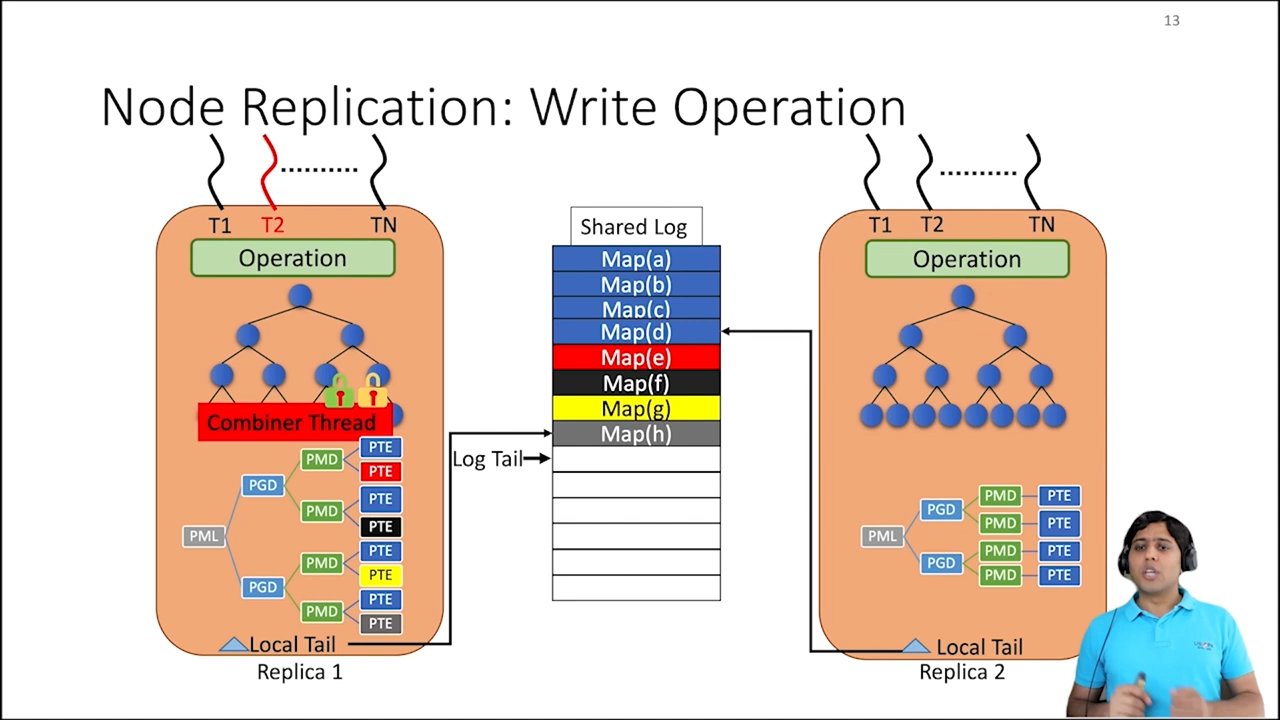 13
Node Replication: Write Operation
T1 T2 TN
Operation
Combiner Thread
PML
PGD
PGD
PMD
PMD
PMD
PMD
PTE
PTE
PTE
PTE
PTE
PTE
PTE
PTE
Local Tail
Replica 1
Shared Log
Map(a)
Map(b)
Map(c)
Map(d)
Map(e)
Map(f)
Map(g)
Map(h)
Log Tail
T1 T2 TN
Operation
PML
PGD
PGD
PMD
PMD
PMD
PMD
PTE
PTE
PTE
PTE
Local Tail
Replica 2